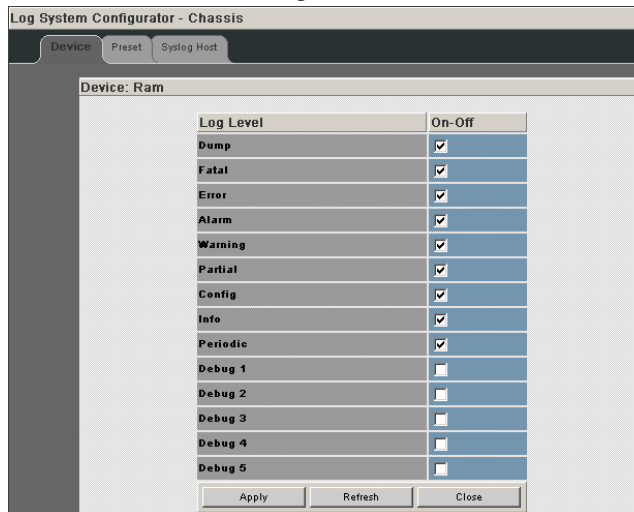 Log System Configurator - Chassis
Device Preset Syslog Host
Device: Ram
Log Level On-Off
Dump
Fatal
Error
Alarm
Warning
Partial
Config
Info
Periodic
Debug 1
Debug 2
Debug 3
Debug 4
Debug 5
Apply Refresh Close